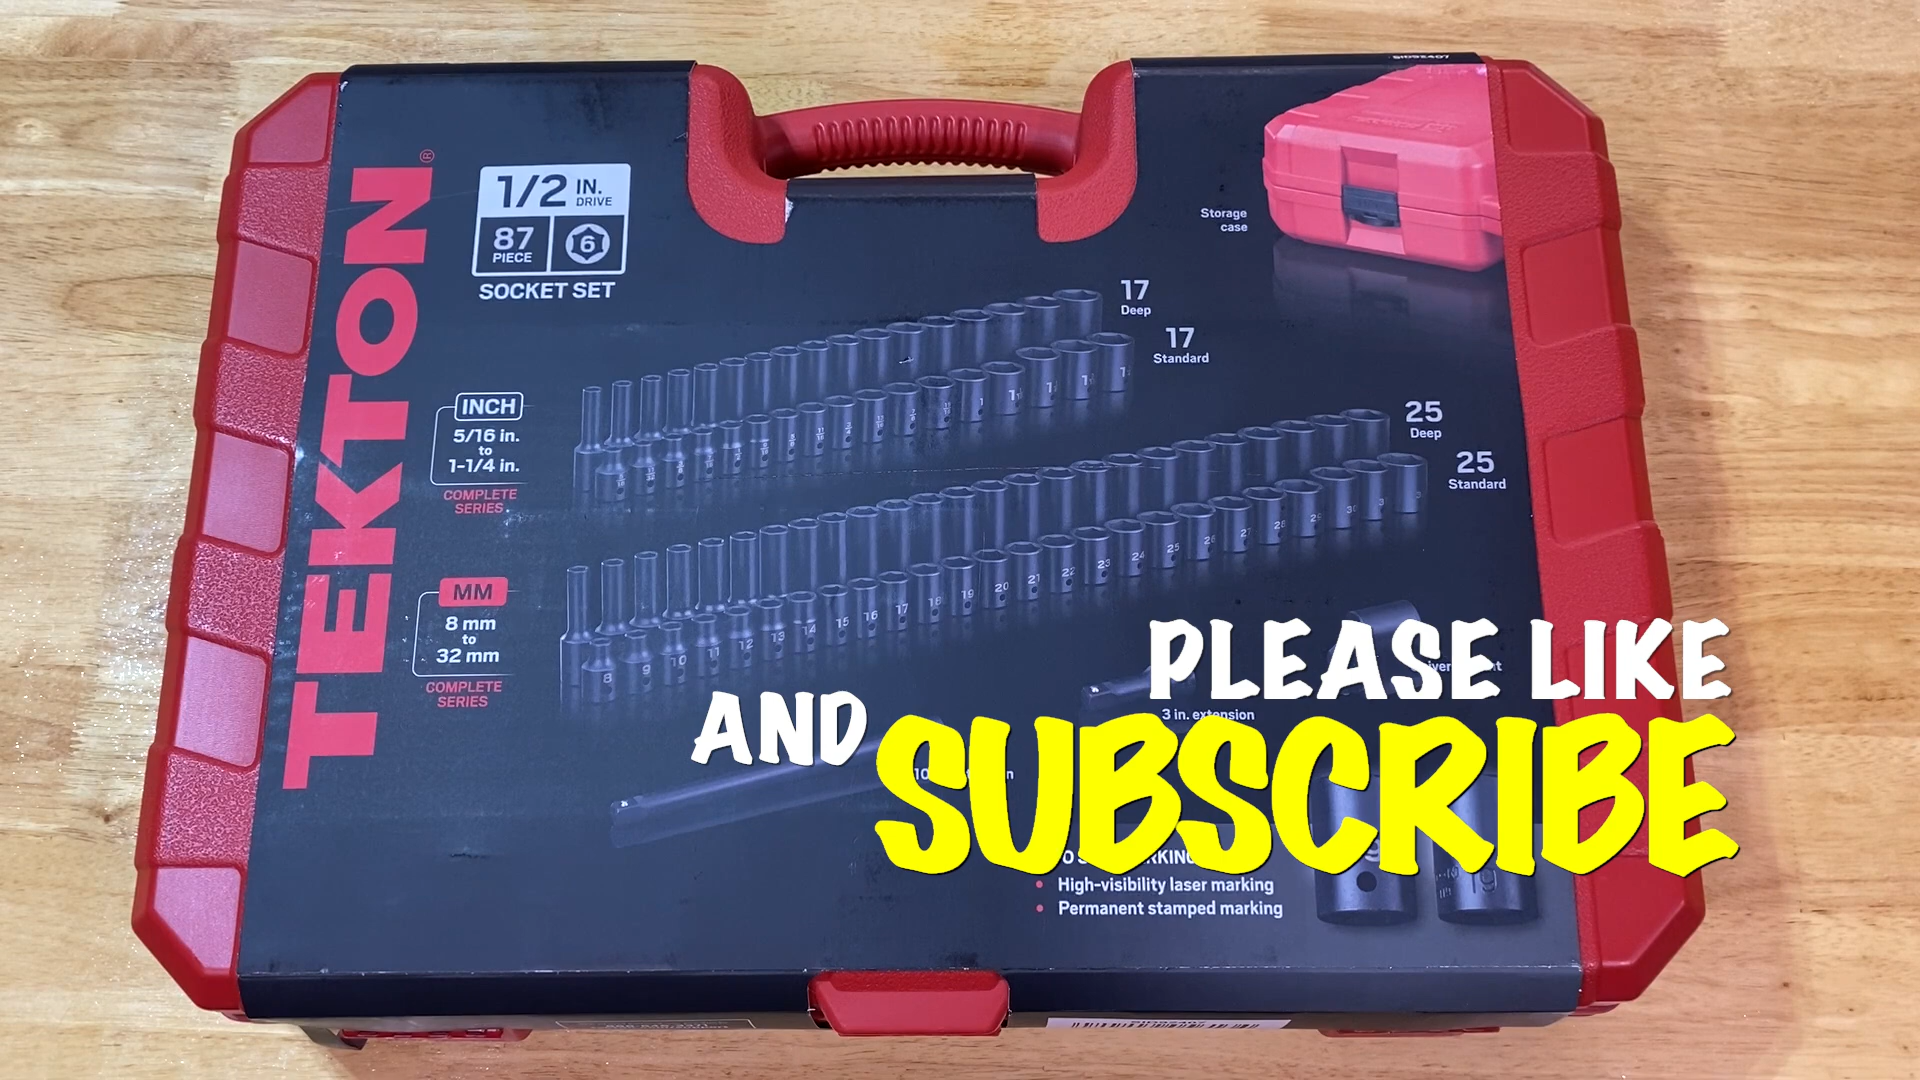 SID92407
TEKTON®
1/2 IN.
DRIVE
87
PIECE
6
SOCKET SET
Storage
case
17
Deep
17
Standard
INCH
5/16 in.
to
1-1/4 in.
COMPLETE
SERIES
25
Deep
25
Standard
MM
8 mm
to
32 mm
COMPLETE
SERIES
8 9 10 11 12 13 14 15 16 17 18 19 20 21 22 23 24 25 26 27 28 29 30
3 in. extension
PLEASE LIKE
AND SUBSCRIBE
High-visibility laser marking
Permanent stamped marking